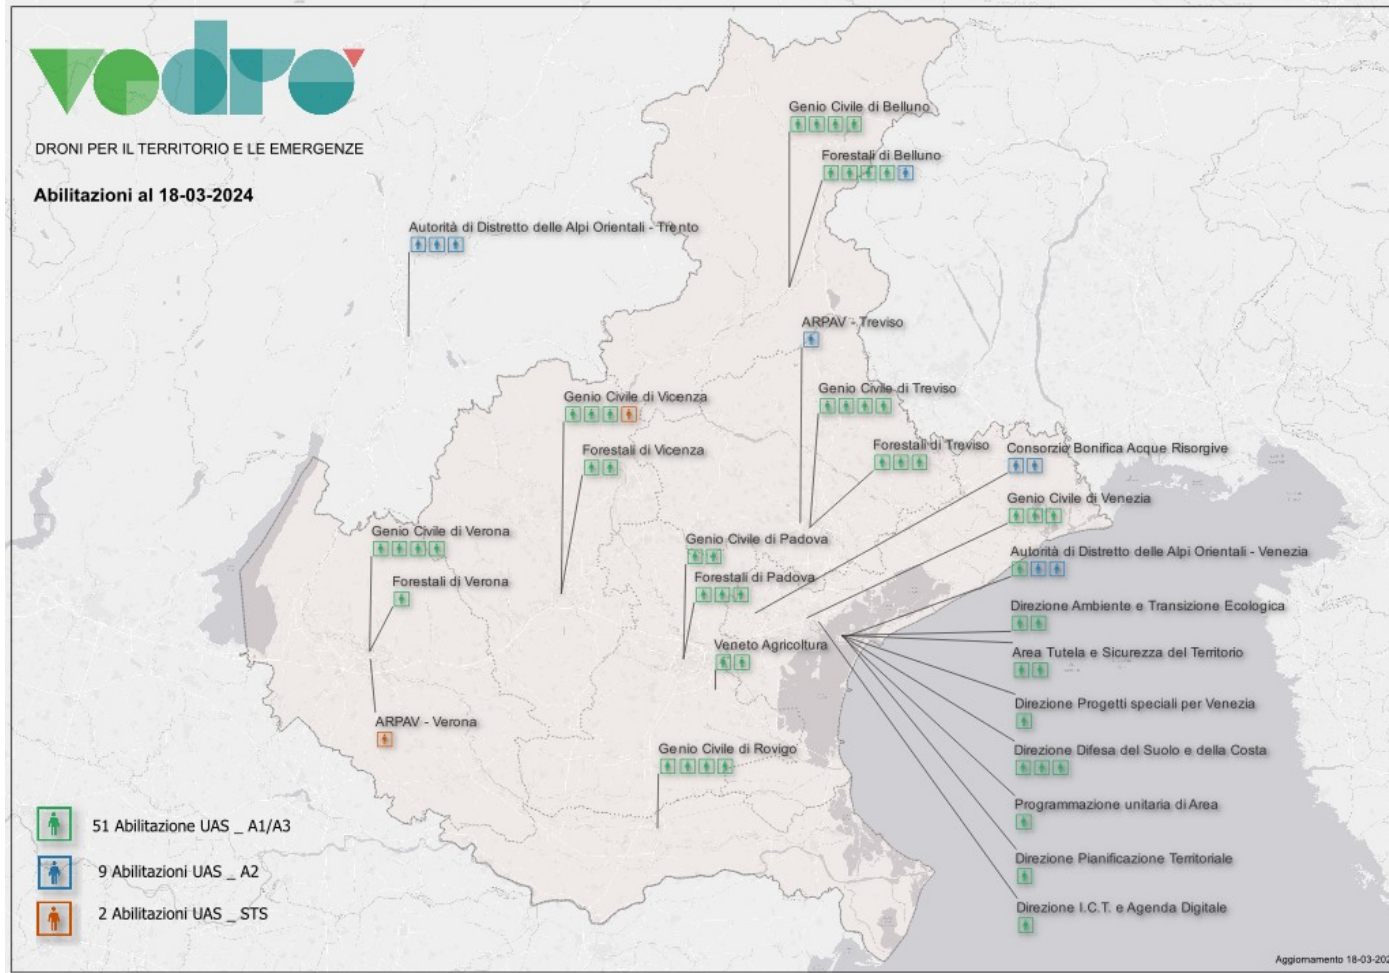 vedrò
DRONI PER IL TERRITORIO E LE EMERGENZE
Abilitazioni al 18-03-2024
Genio Civile di Belluno
Forestali di Belluno
Autorità di Distretto delle Alpi Orientali - Trento
ARPAV - Treviso
Genio Civile di Treviso
Genio Civile di Vicenza
Forestali di Treviso
Consorzio Bonifica Acque Risorgive
Forestali di Vicenza
Genio Civile di Venezia
Genio Civile di Verona
Genio Civile di Padova
Autorità di Distretto delle Alpi Orientali - Venezia
Forestali di Verona
Forestali di Padova
Direzione Ambiente e Transizione Ecologica
Veneto Agricoltura
Area Tutela e Sicurezza del Territorio
Direzione Progetti speciali per Venezia
ARPAV - Verona
Genio Civile di Rovigo
Direzione Difesa del Suolo e della Costa
Programmazione unitaria di Area
Direzione Pianificazione Territoriale
Direzione I.C.T. e Agenda Digitale
51 Abilitazione UAS _ A1/A3
9 Abilitazioni UAS _ A2
2 Abilitazioni UAS _ STS
Aggiornamento 18-03-202